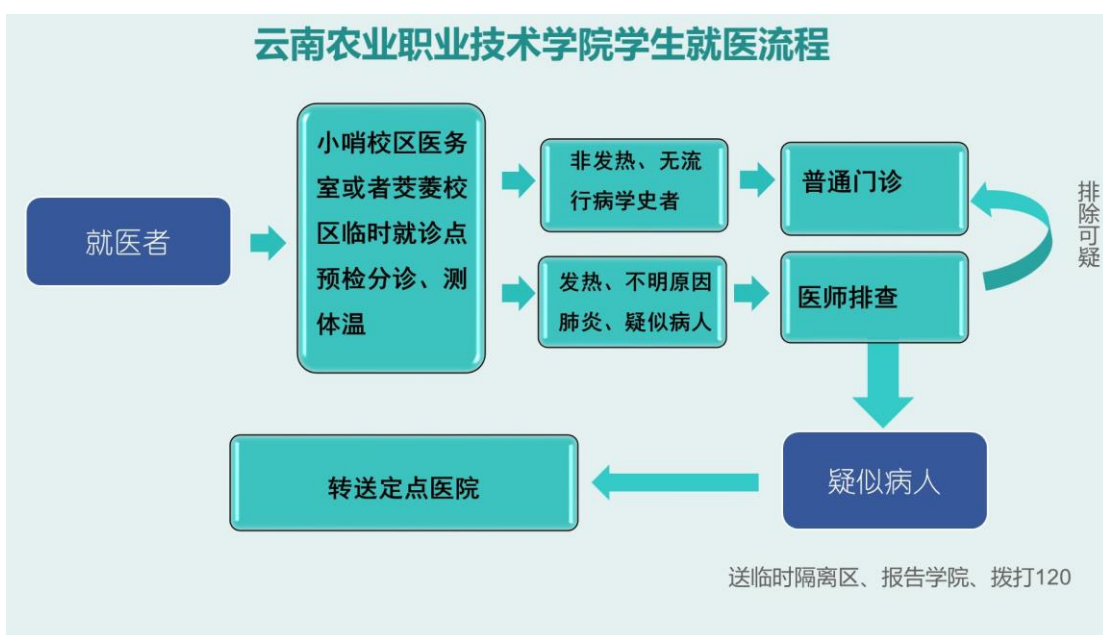 云南农业职业技术学院学生就医流程
就医者
小哨校区医务
室或者茭菱校
区临时就诊点
预检分诊、测
体温
非发热、无流
行病学史者
普通门诊
发热、不明原因
肺炎、疑似病人
医师排查
排除可疑
疑似病人
转送定点医院
送临时隔离区、报告学院、拨打120